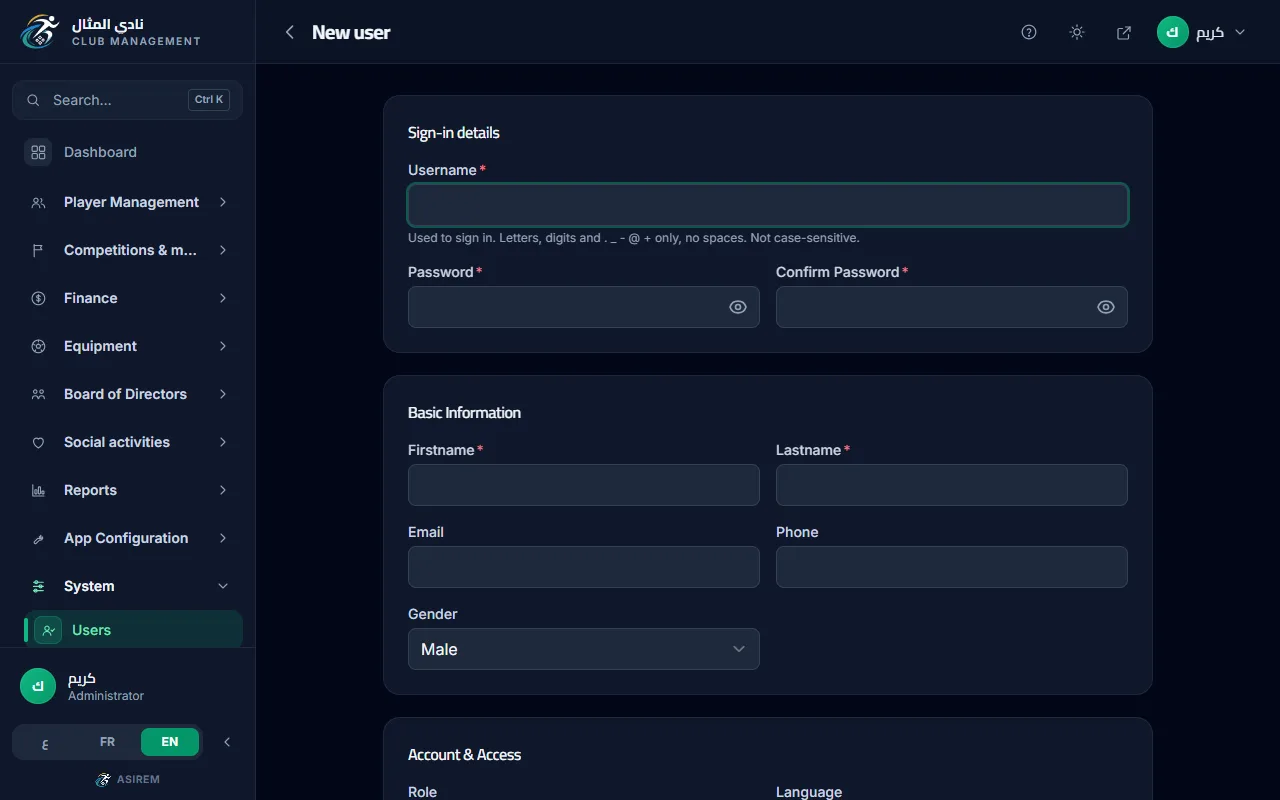 نادي المثال
CLUB MANAGEMENT
Search...
Ctrl K
Dashboard
Player Management
Competitions & m...
Finance
Equipment
Board of Directors
Social activities
Reports
App Configuration
System
Users
ك
كريم
Administrator
ع
FR
EN
ASIREM
New user
ك
كريم
Sign-in details
Username *
Used to sign in. Letters, digits and . _ - @ + only, no spaces. Not case-sensitive.
Password *
Confirm Password *
Basic Information
Firstname *
Lastname *
Email
Phone
Gender
Male
Account & Access
Role
Language